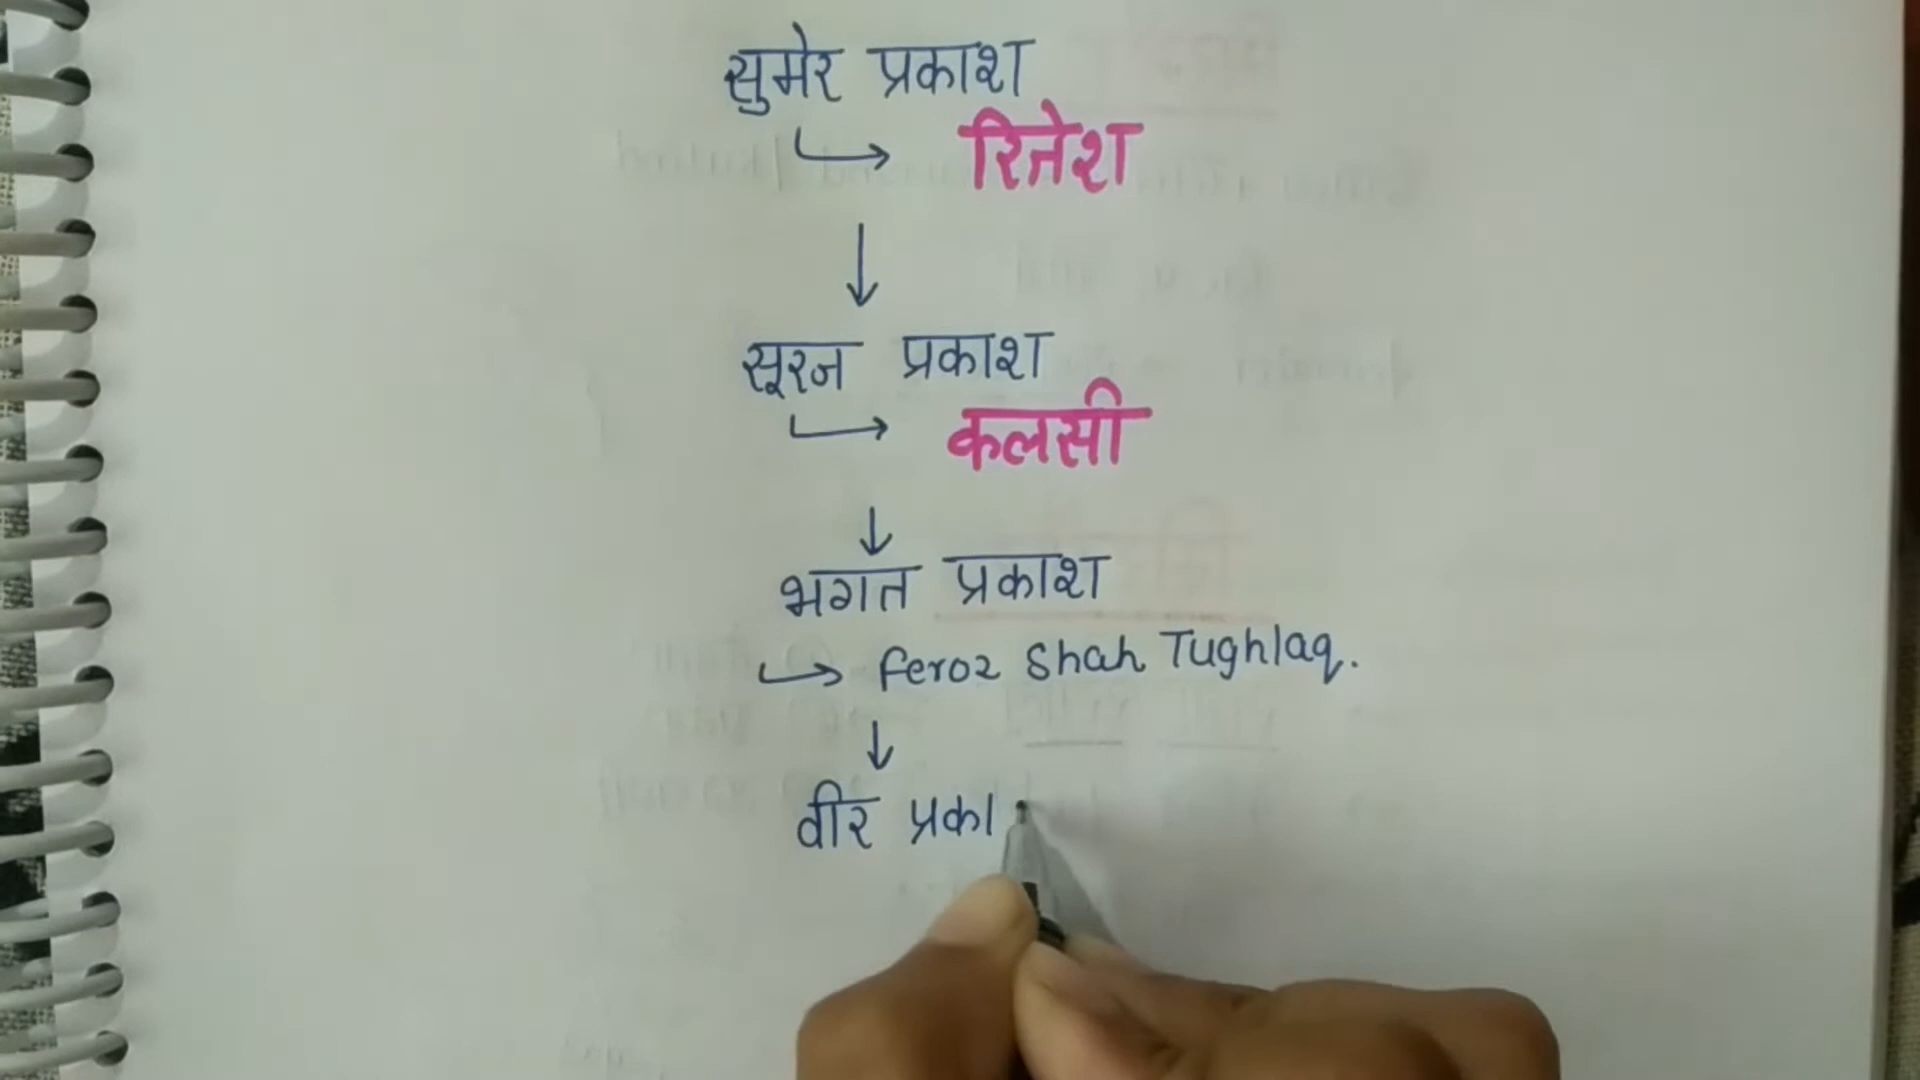 सुमेर प्रकाश
↳ रितेश
↓
सूरज प्रकाश
↳ कलसी
↓
भगत प्रकाश
↳ feroz Shah Tughlaq.
↓
वीर प्रका